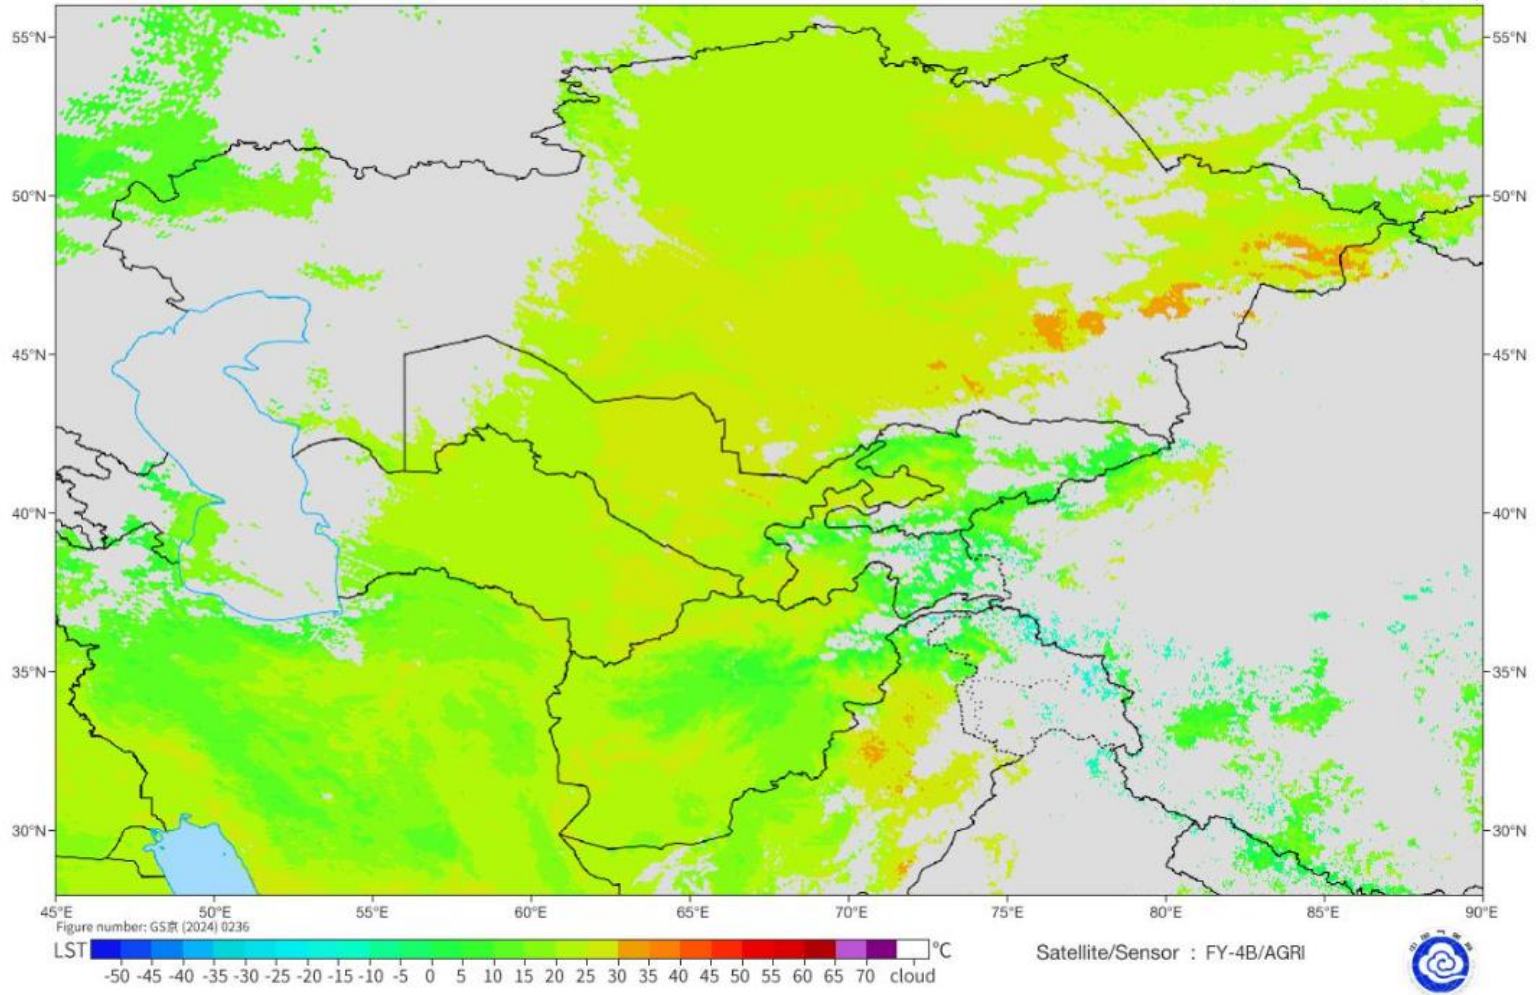 55°N
55°N
50°N
50°N
45°N
45°N
40°N
40°N
35°N
35°N
30°N
30°N
45°E 50°E 55°E 60°E 65°E 70°E 75°E 80°E 85°E 90°E
Figure number: GS京 (2024) 0236
LST °C Satellite/Sensor : FY-4B/AGRI
-50 -45 -40 -35 -30 -25 -20 -15 -10 -5 0 5 10 15 20 25 30 35 40 45 50 55 60 65 70 cloud